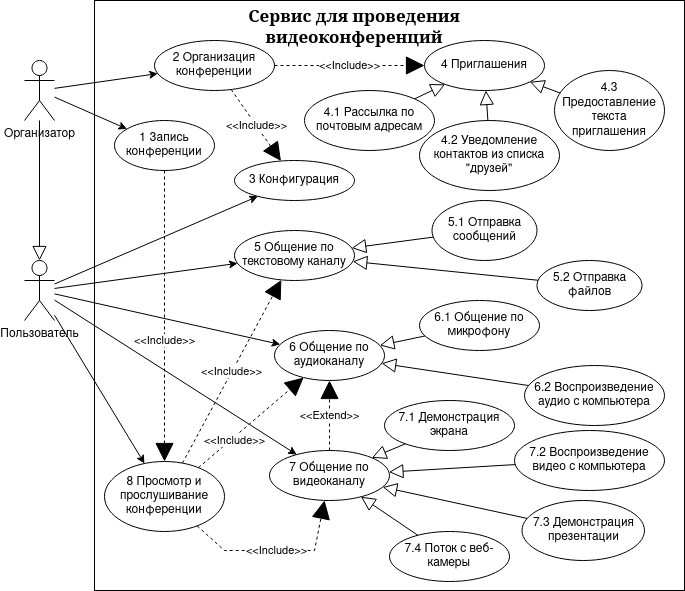 Сервис для проведения
видеоконференций
2 Организация
конференции
<<Include>>
4 Приглашения
4.3
Предоставление
текста
приглашения
4.1 Рассылка по
почтовым адресам
Организатор
<<Include>>
1 Запись
конференции
4.2 Уведомление
контактов из списка
"друзей"
3 Конфигурация
5.1 Отправка
сообщений
5 Общение по
текстовому каналу
5.2 Отправка
файлов
Пользователь
<<Include>>
6.1 Общение по
микрофону
6 Общение по
аудиоканалу
<<Include>>
6.2 Воспроизведение
аудио с компьютера
<<Extend>>
7.1 Демонстрация
экрана
<<Include>>
7.2 Воспроизведение
видео с компьютера
7 Общение по
видеоканалу
8 Просмотр и
прослушивание
конференции
7.3 Демонстрация
презентации
<<Include>>
7.4 Поток с веб-
камеры